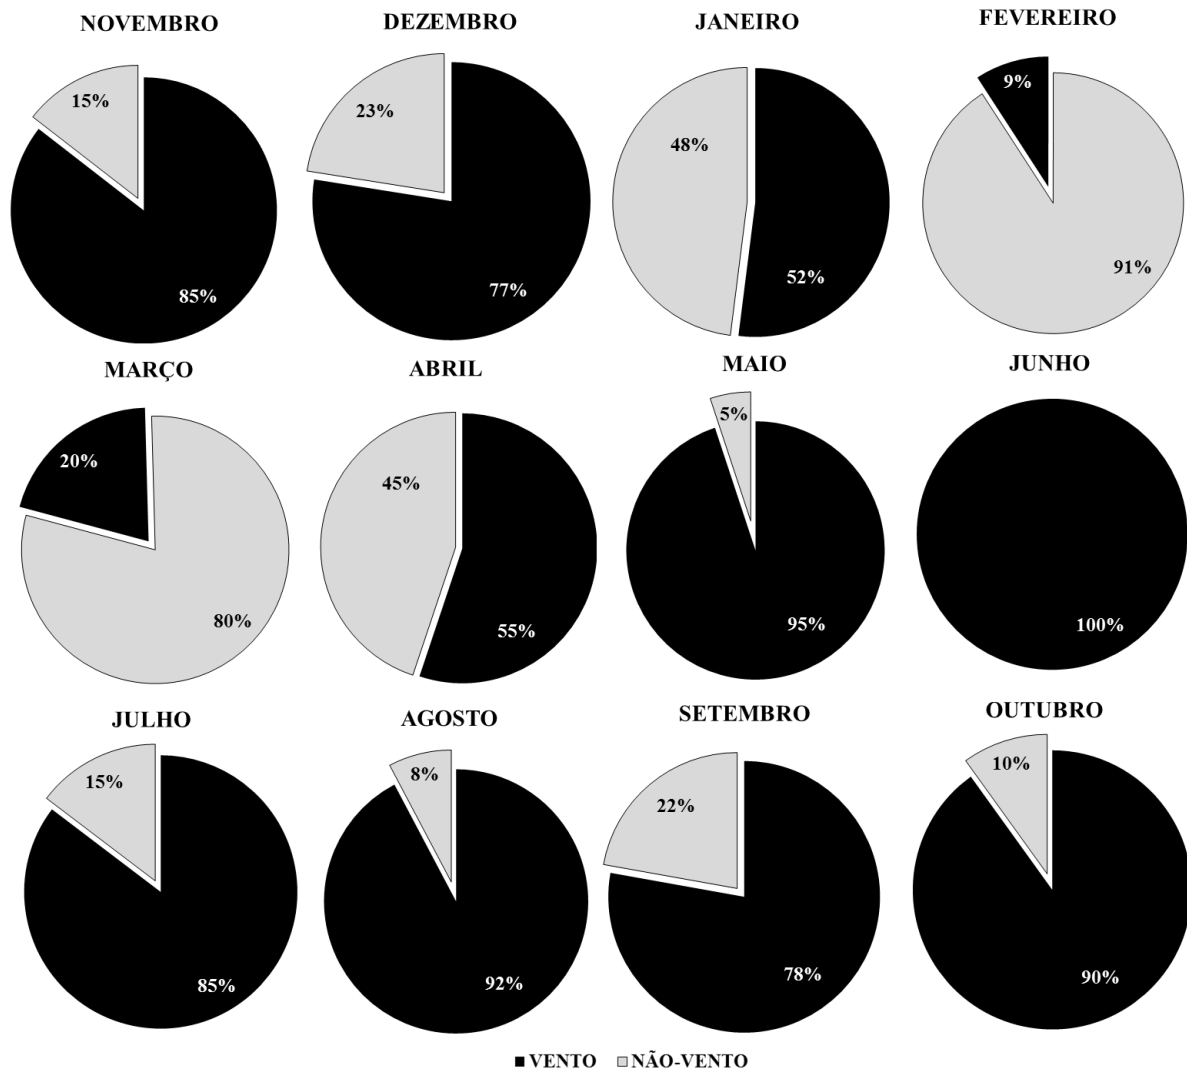 NOVEMBRO
DEZEMBRO
JANEIRO
FEVEREIRO
15%
85%
23%
77%
48%
52%
9%
91%
MARÇO
ABRIL
MAIO
JUNHO
20%
80%
45%
55%
5%
95%
100%
JULHO
AGOSTO
SETEMBRO
OUTUBRO
15%
85%
8%
92%
22%
78%
10%
90%
VENTO NÃO-VENTO